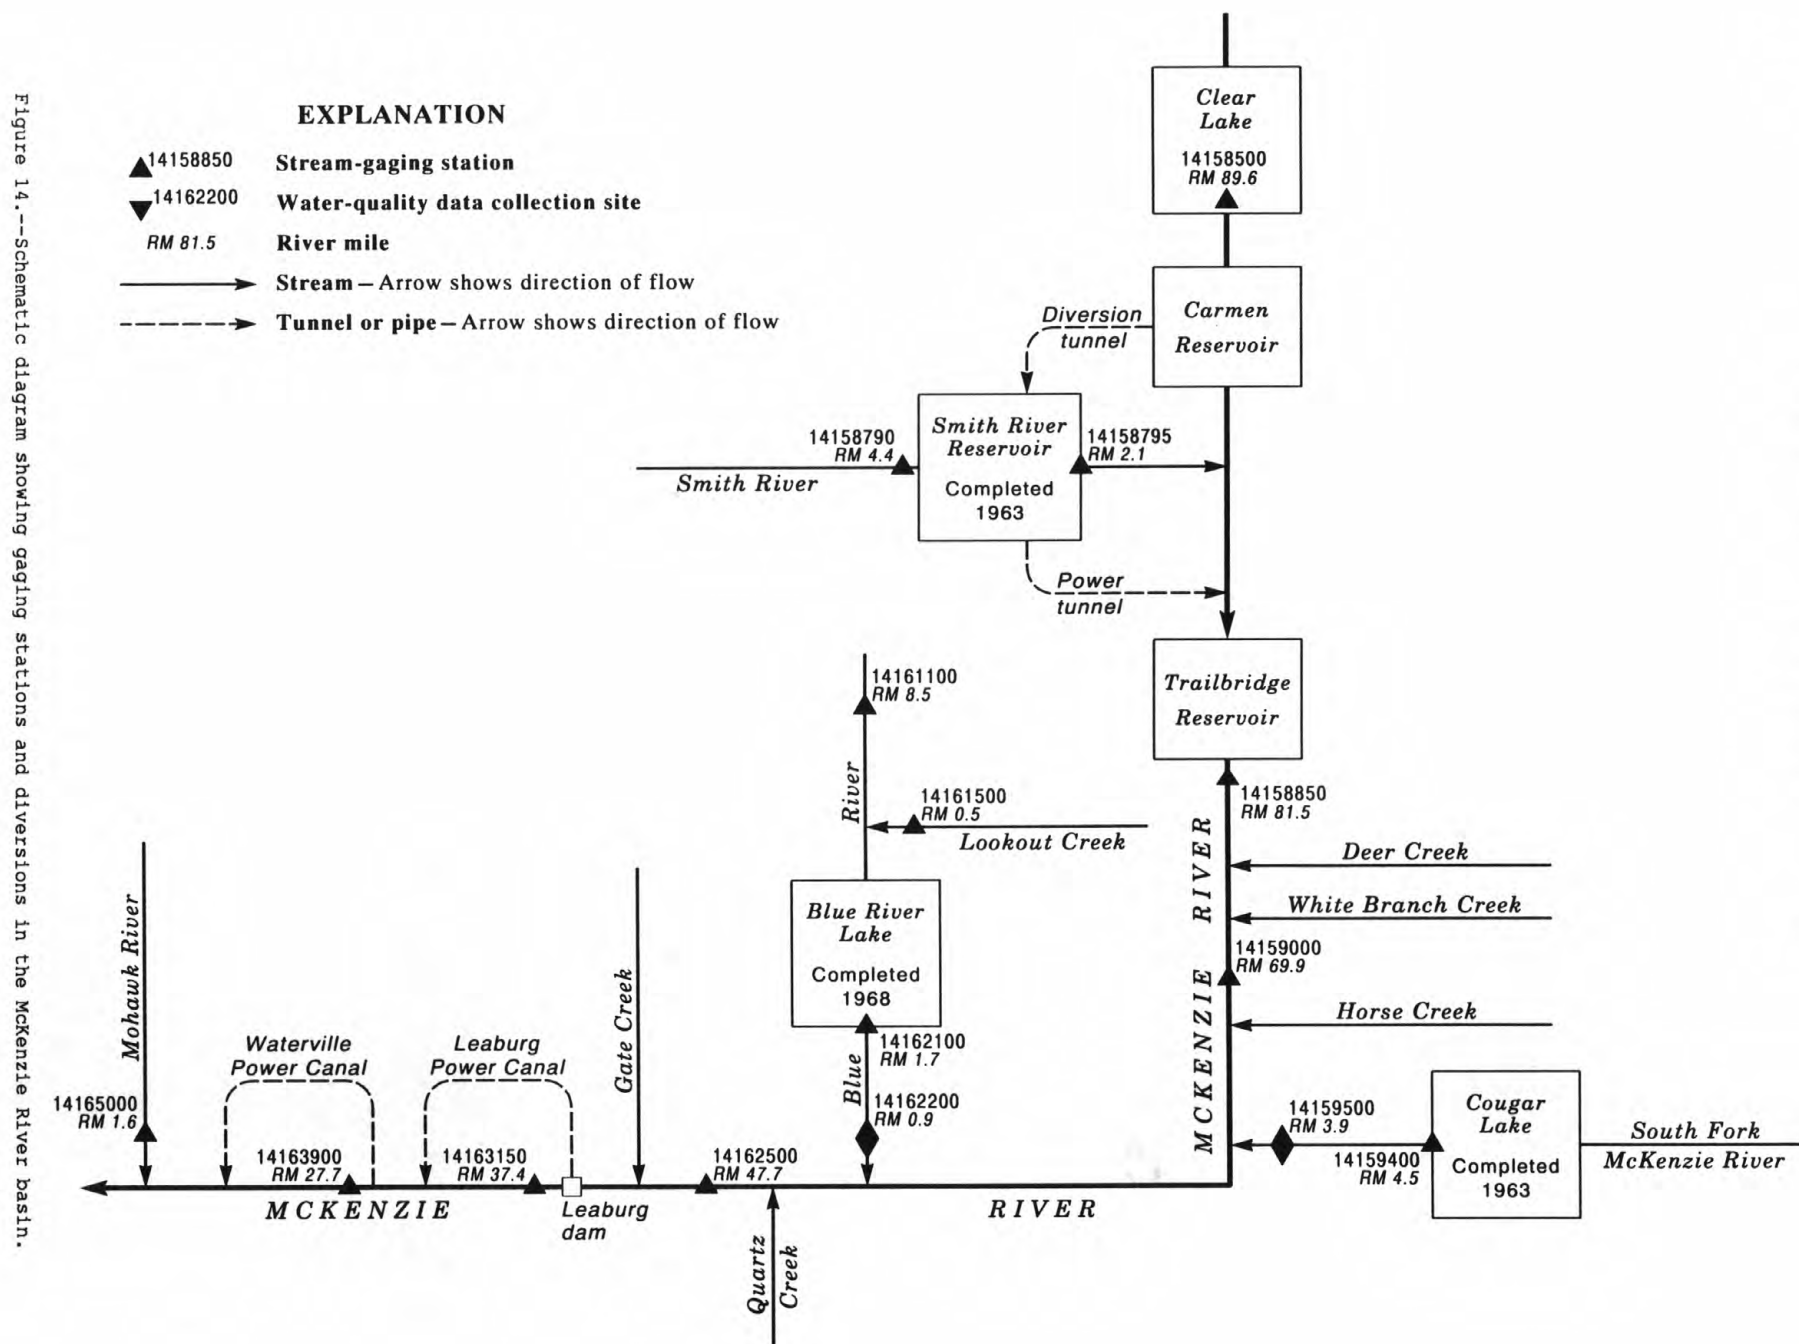 EXPLANATION
14158850 Stream-gaging station
14162200 Water-quality data collection site
RM 81.5 River mile
Stream — Arrow shows direction of flow
Tunnel or pipe — Arrow shows direction of flow
Clear
Lake
14158500
RM 89.6
Carmen
Reservoir
Diversion
tunnel
Smith River
Reservoir
Completed
1963
14158790
RM 4.4
Smith River
14158795
RM 2.1
Power
tunnel
Trailbridge
Reservoir
14158850
RM 81.5
Deer Creek
White Branch Creek
14159000
RM 69.9
Horse Creek
MCKENZIE RIVER
14161100
RM 8.5
River
14161500
RM 0.5
Lookout Creek
Blue River
Lake
Completed
1968
14162100
RM 1.7
Blue
14162200
RM 0.9
14159500
RM 3.9
14159400
RM 4.5
Cougar
Lake
Completed
1963
South Fork
McKenzie River
Mohawk River
14165000
RM 1.6
Waterville
Power Canal
Leaburg
Power Canal
Gate Creek
14163900
RM 27.7
14163150
RM 37.4
14162500
RM 47.7
MCKENZIE RIVER
Leaburg
dam
Quartz
Creek
Figure 14.--Schematic diagram showing gaging stations and diversions in the McKenzie River basin.